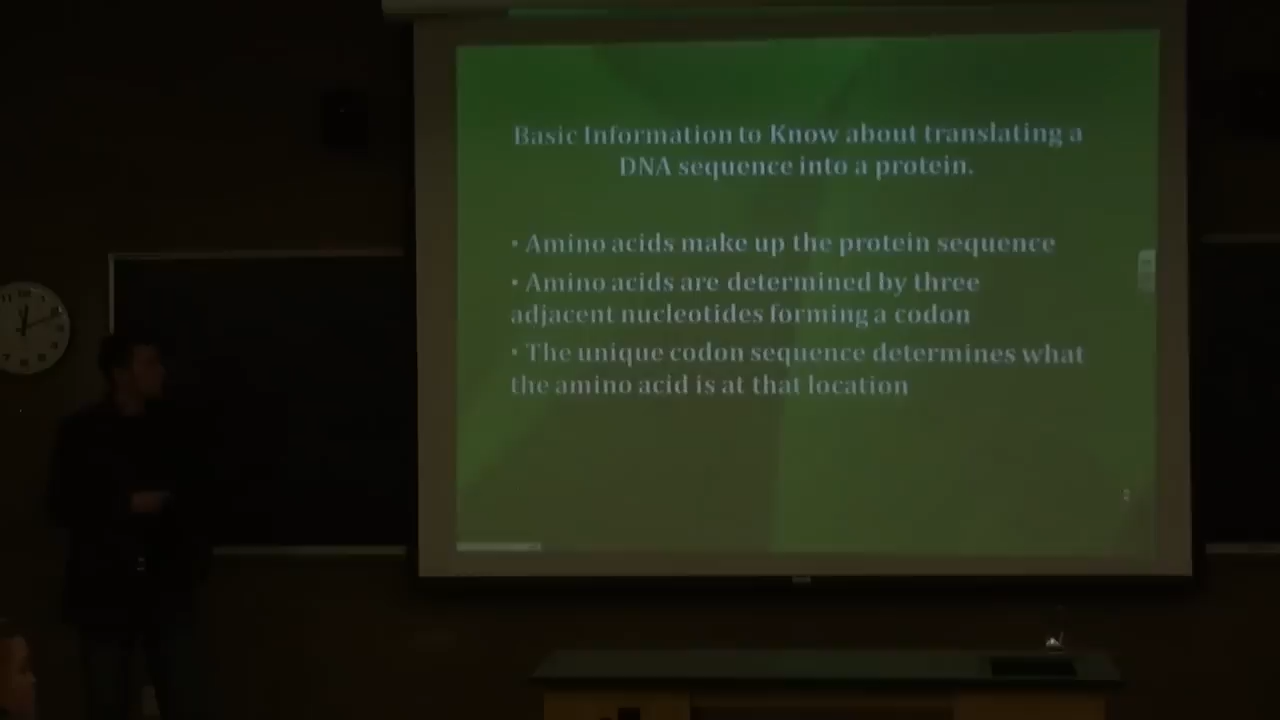 Basic Information to Know about translating a
DNA sequence into a protein.
• Amino acids make up the protein sequence
• Amino acids are determined by three
adjacent nucleotides forming a codon
• The unique codon sequence determines what
the amino acid is at that location